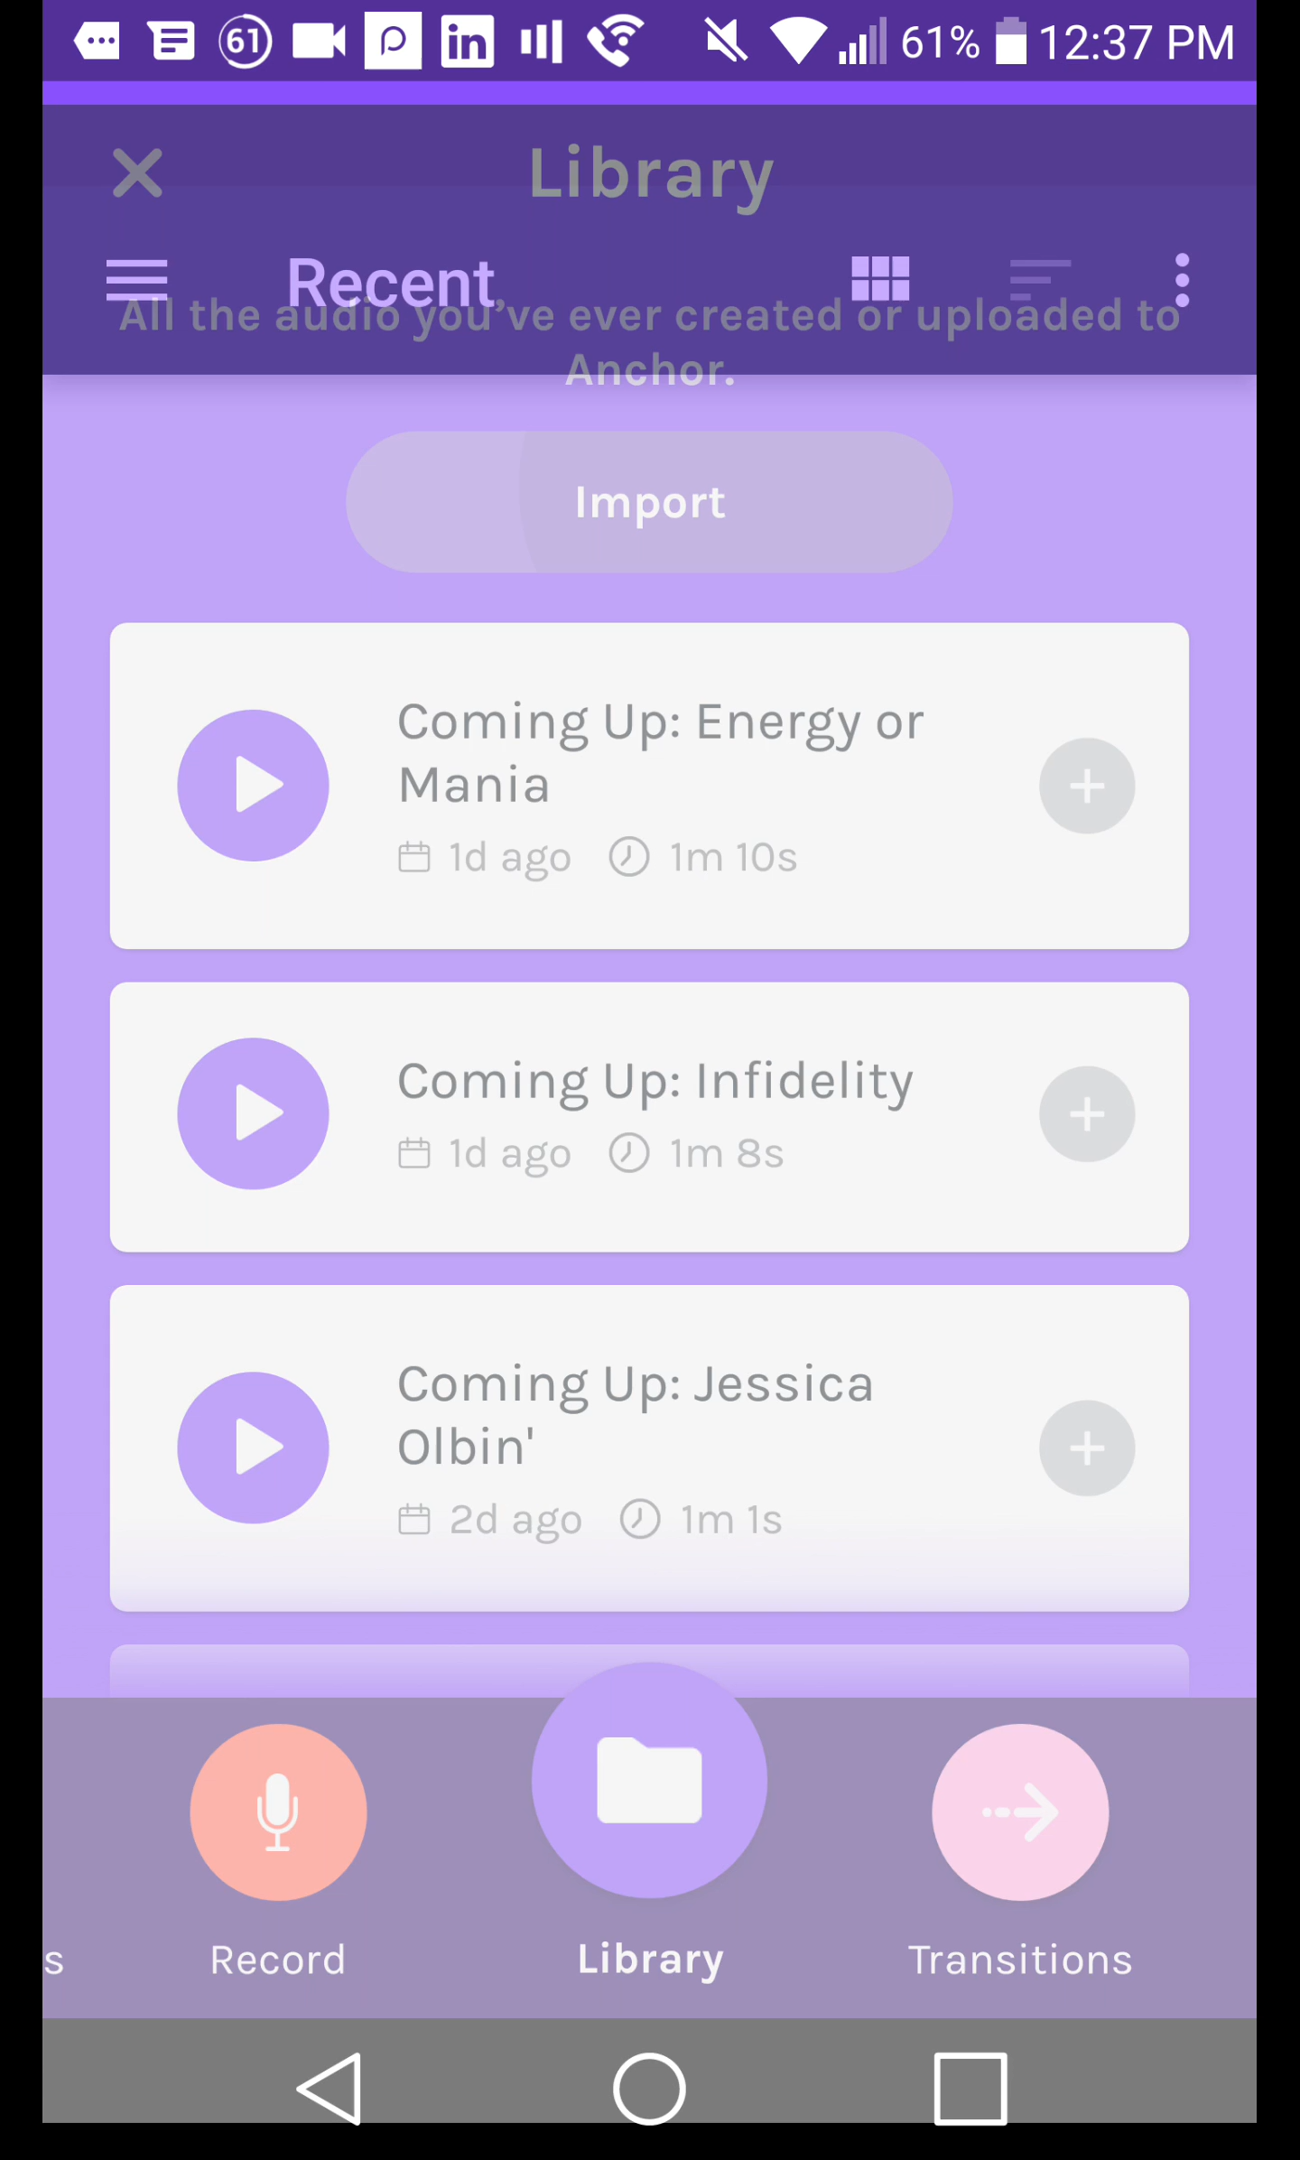 61 in 61% 12:37 PM
Library
Recent
All the audio you've ever created or uploaded to
Anchor.
Import
Coming Up: Energy or
Mania
1d ago 1m 10s
Coming Up: Infidelity
1d ago 1m 8s
Coming Up: Jessica
Olbin'
2d ago 1m 1s
s Record Library Transitions